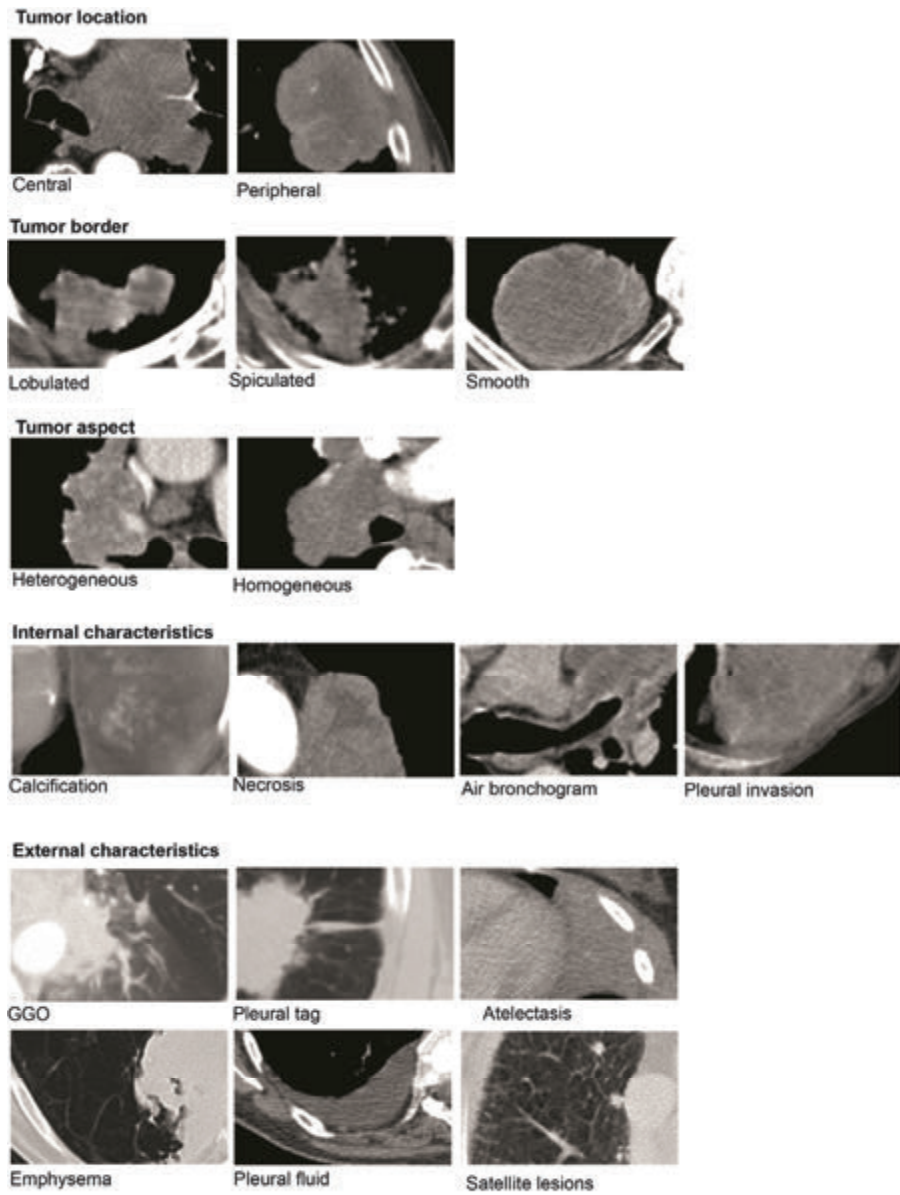 Tumor location
Central
Peripheral
Tumor border
Lobulated
Spiculated
Smooth
Tumor aspect
Heterogeneous
Homogeneous
Internal characteristics
Calcification
Necrosis
Air bronchogram
Pleural invasion
External characteristics
GGO
Pleural tag
Atelectasis
Emphysema
Pleural fluid
Satellite lesions